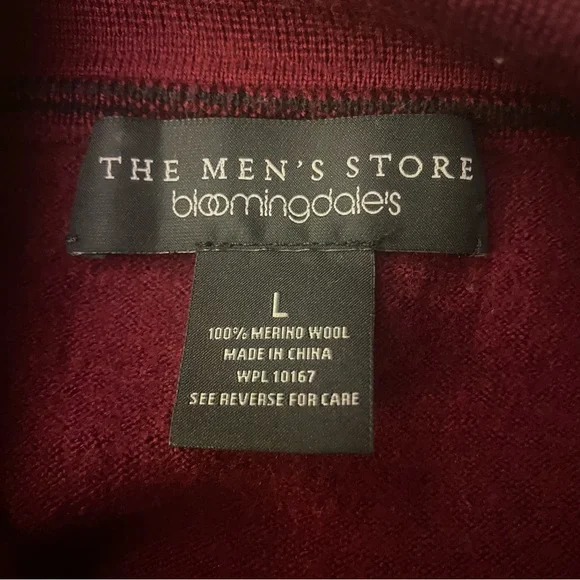 THE MEN'S STORE
bloomingdale's
L
100% MERINO WOOL
MADE IN CHINA
WPL 10167
SEE REVERSE FOR CARE